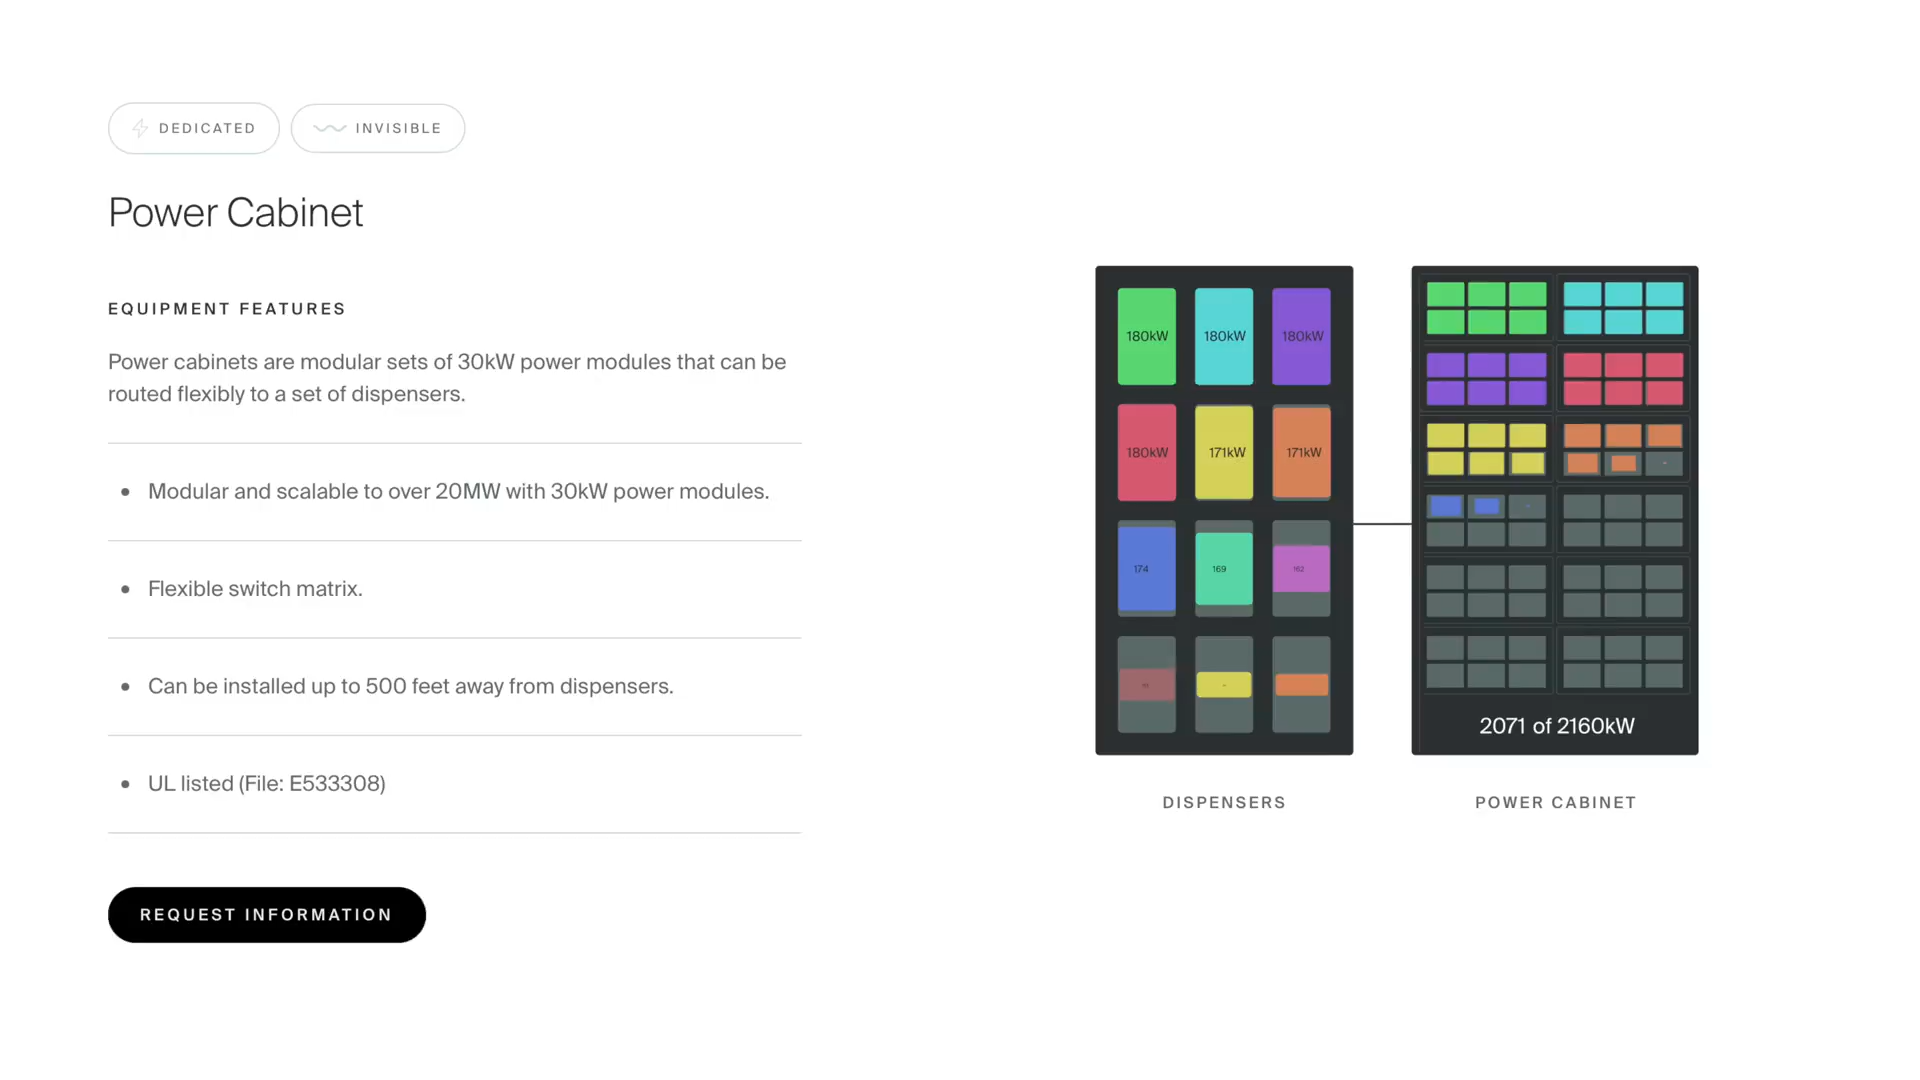 DEDICATED
INVISIBLE
Power Cabinet
EQUIPMENT FEATURES
Power cabinets are modular sets of 30kW power modules that can be
routed flexibly to a set of dispensers.
• Modular and scalable to over 20MW with 30kW power modules.
• Flexible switch matrix.
• Can be installed up to 500 feet away from dispensers.
• UL listed (File: E533308)
REQUEST INFORMATION
180kW 180kW 180kW
180kW 171kW 171kW
174 169 162
2071 of 2160kW
DISPENSERS
POWER CABINET